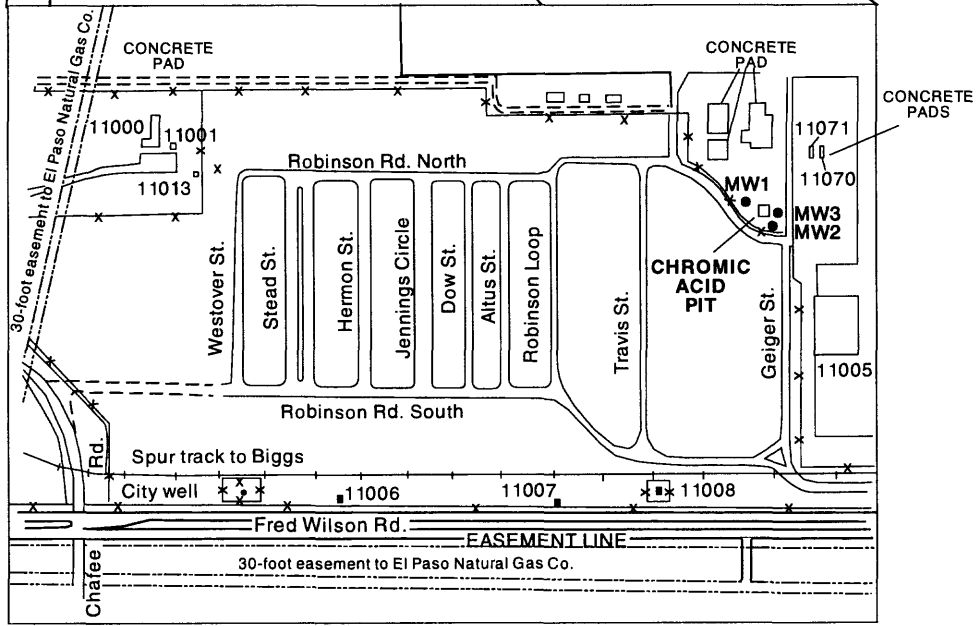 30-foot easement to El Paso Natural Gas Co.
CONCRETE
PAD
CONCRETE
PAD
CONCRETE
PADS
11000
11001
11013
11071
11070
Robinson Rd. North
MW1
MW3
MW2
CHROMIC
ACID
PIT
Westover St.
Stead St.
Hermon St.
Jennings Circle
Dow St.
Altus St.
Robinson Loop
Travis St.
Geiger St.
11005
Robinson Rd. South
Rd.
Spur track to Biggs
City well
11006
11007
11008
Fred Wilson Rd.
EASEMENT LINE
30-foot easement to El Paso Natural Gas Co.
Chafee